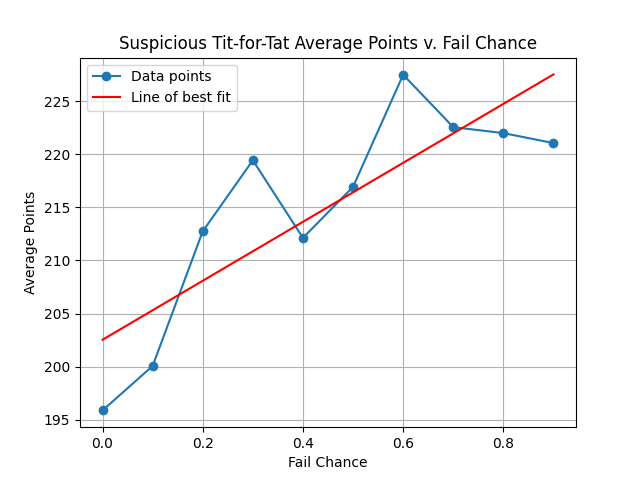 Suspicious Tit-for-Tat Average Points v. Fail Chance
Data points
Line of best fit
225
220
215
210
205
200
195
Average Points
0.0 0.2 0.4 0.6 0.8
Fail Chance